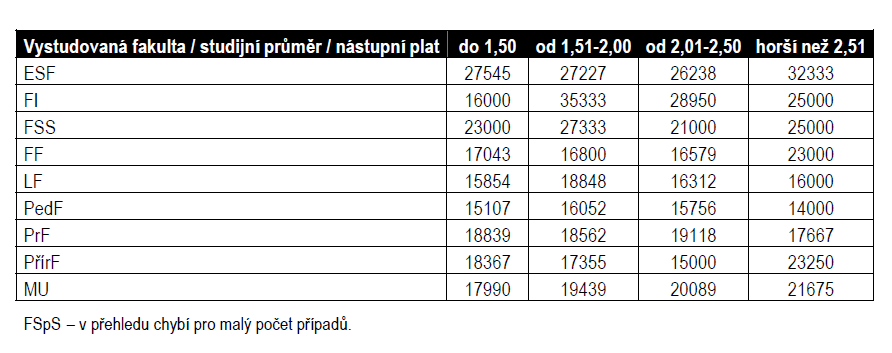 Vystudovaná fakulta / studijní průměr / nástupní plat do 1,50 od 1,51-2,00 od 2,01-2,50 horší než 2,51
ESF 27545 27227 26238 32333
FI 16000 35333 28950 25000
FSS 23000 27333 21000 25000
FF 17043 16800 16579 23000
LF 15854 18848 16312 16000
PedF 15107 16052 15756 14000
PrF 18839 18562 19118 17667
PřírF 18367 17355 15000 23250
MU 17990 19439 20089 21675
FSpS – v přehledu chybí pro malý počet případů.